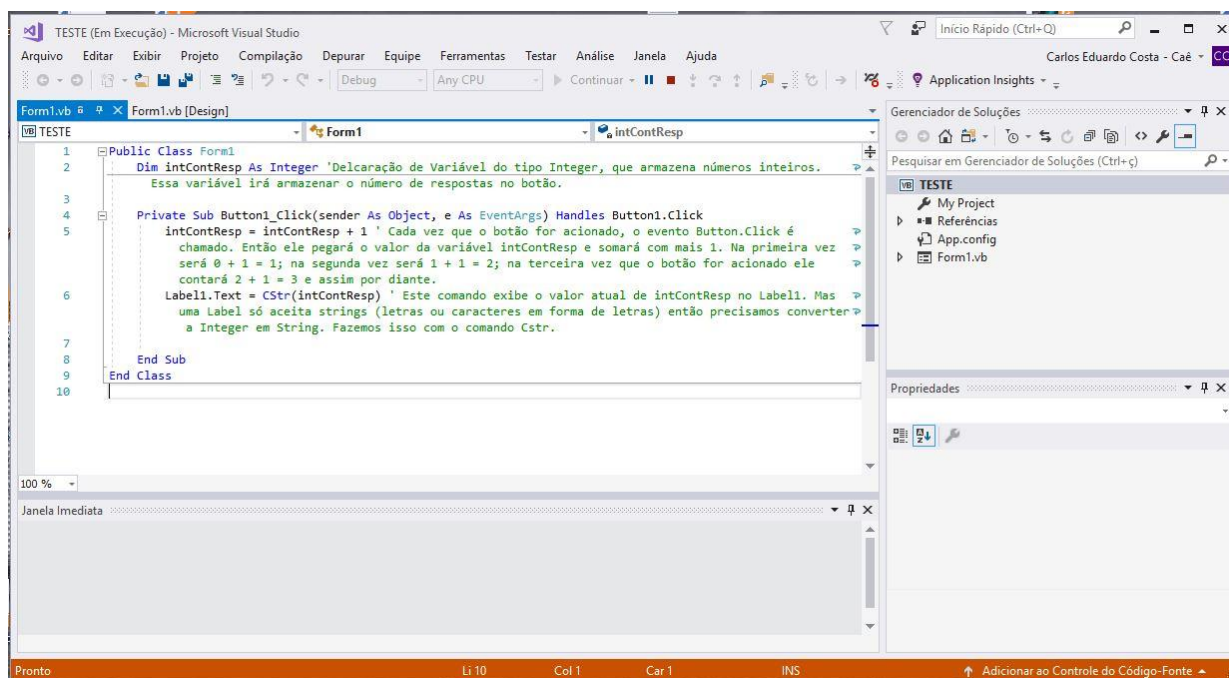 TESTE (Em Execução) - Microsoft Visual Studio
Início Rápido (Ctrl+Q)
Arquivo Editar Exibir Projeto Compilação Depurar Equipe Ferramentas Testar Análise Janela Ajuda
Carlos Eduardo Costa - Caê CC
Debug Any CPU Continuar Application Insights
Form1.vb Form1.vb [Design]
VB TESTE Form1 intContResp
1 Public Class Form1
2 Dim intContResp As Integer 'Delcaração de Variável do tipo Integer, que armazena números inteiros.
Essa variável irá armazenar o número de respostas no botão.
3
4 Private Sub Button1_Click(sender As Object, e As EventArgs) Handles Button1.Click
5 intContResp = intContResp + 1 ' Cada vez que o botão for acionado, o evento Button.Click é
chamado. Então ele pegará o valor da variável intContResp e somará com mais 1. Na primeira vez
será 0 + 1 = 1; na segunda vez será 1 + 1 = 2; na terceira vez que o botão for acionado ele
contará 2 + 1 = 3 e assim por diante.
6 Label1.Text = CStr(intContResp) ' Este comando exibe o valor atual de intContResp no Label1. Mas
uma Label só aceita strings (letras ou caracteres em forma de letras) então precisamos converter
a Integer em String. Fazemos isso com o comando Cstr.
7
8 End Sub
9 End Class
10
100 %
Janela Imediata
Gerenciador de Soluções
Pesquisar em Gerenciador de Soluções (Ctrl+ç)
VB TESTE
My Project
Referências
App.config
Form1.vb
Propriedades
Pronto Li 10 Col 1 Car 1 INS Adicionar ao Controle do Código-Fonte